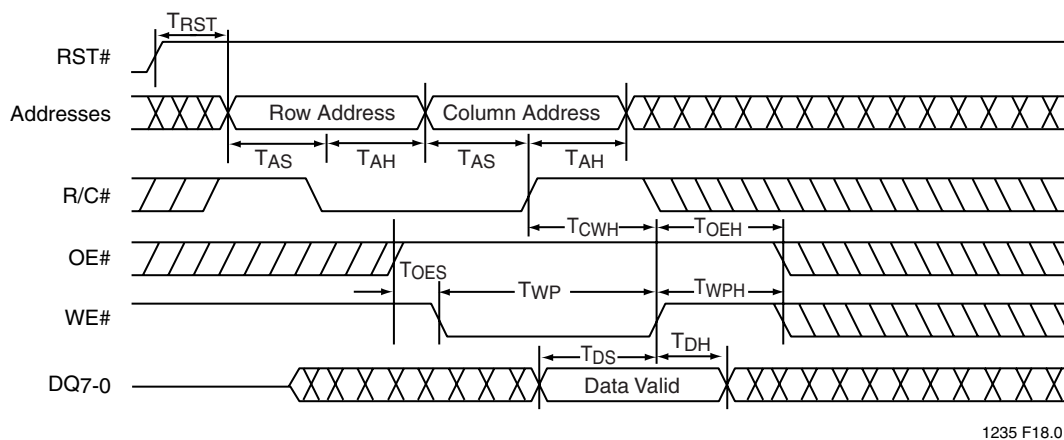 TRST
RST#
Addresses
Row Address
Column Address
TAS
TAH
TAS
TAH
R/C#
TCWH
TOEH
OE#
TOES
TWP
TWPH
WE#
TDS
TDH
DQ7-0
Data Valid
1235 F18.0